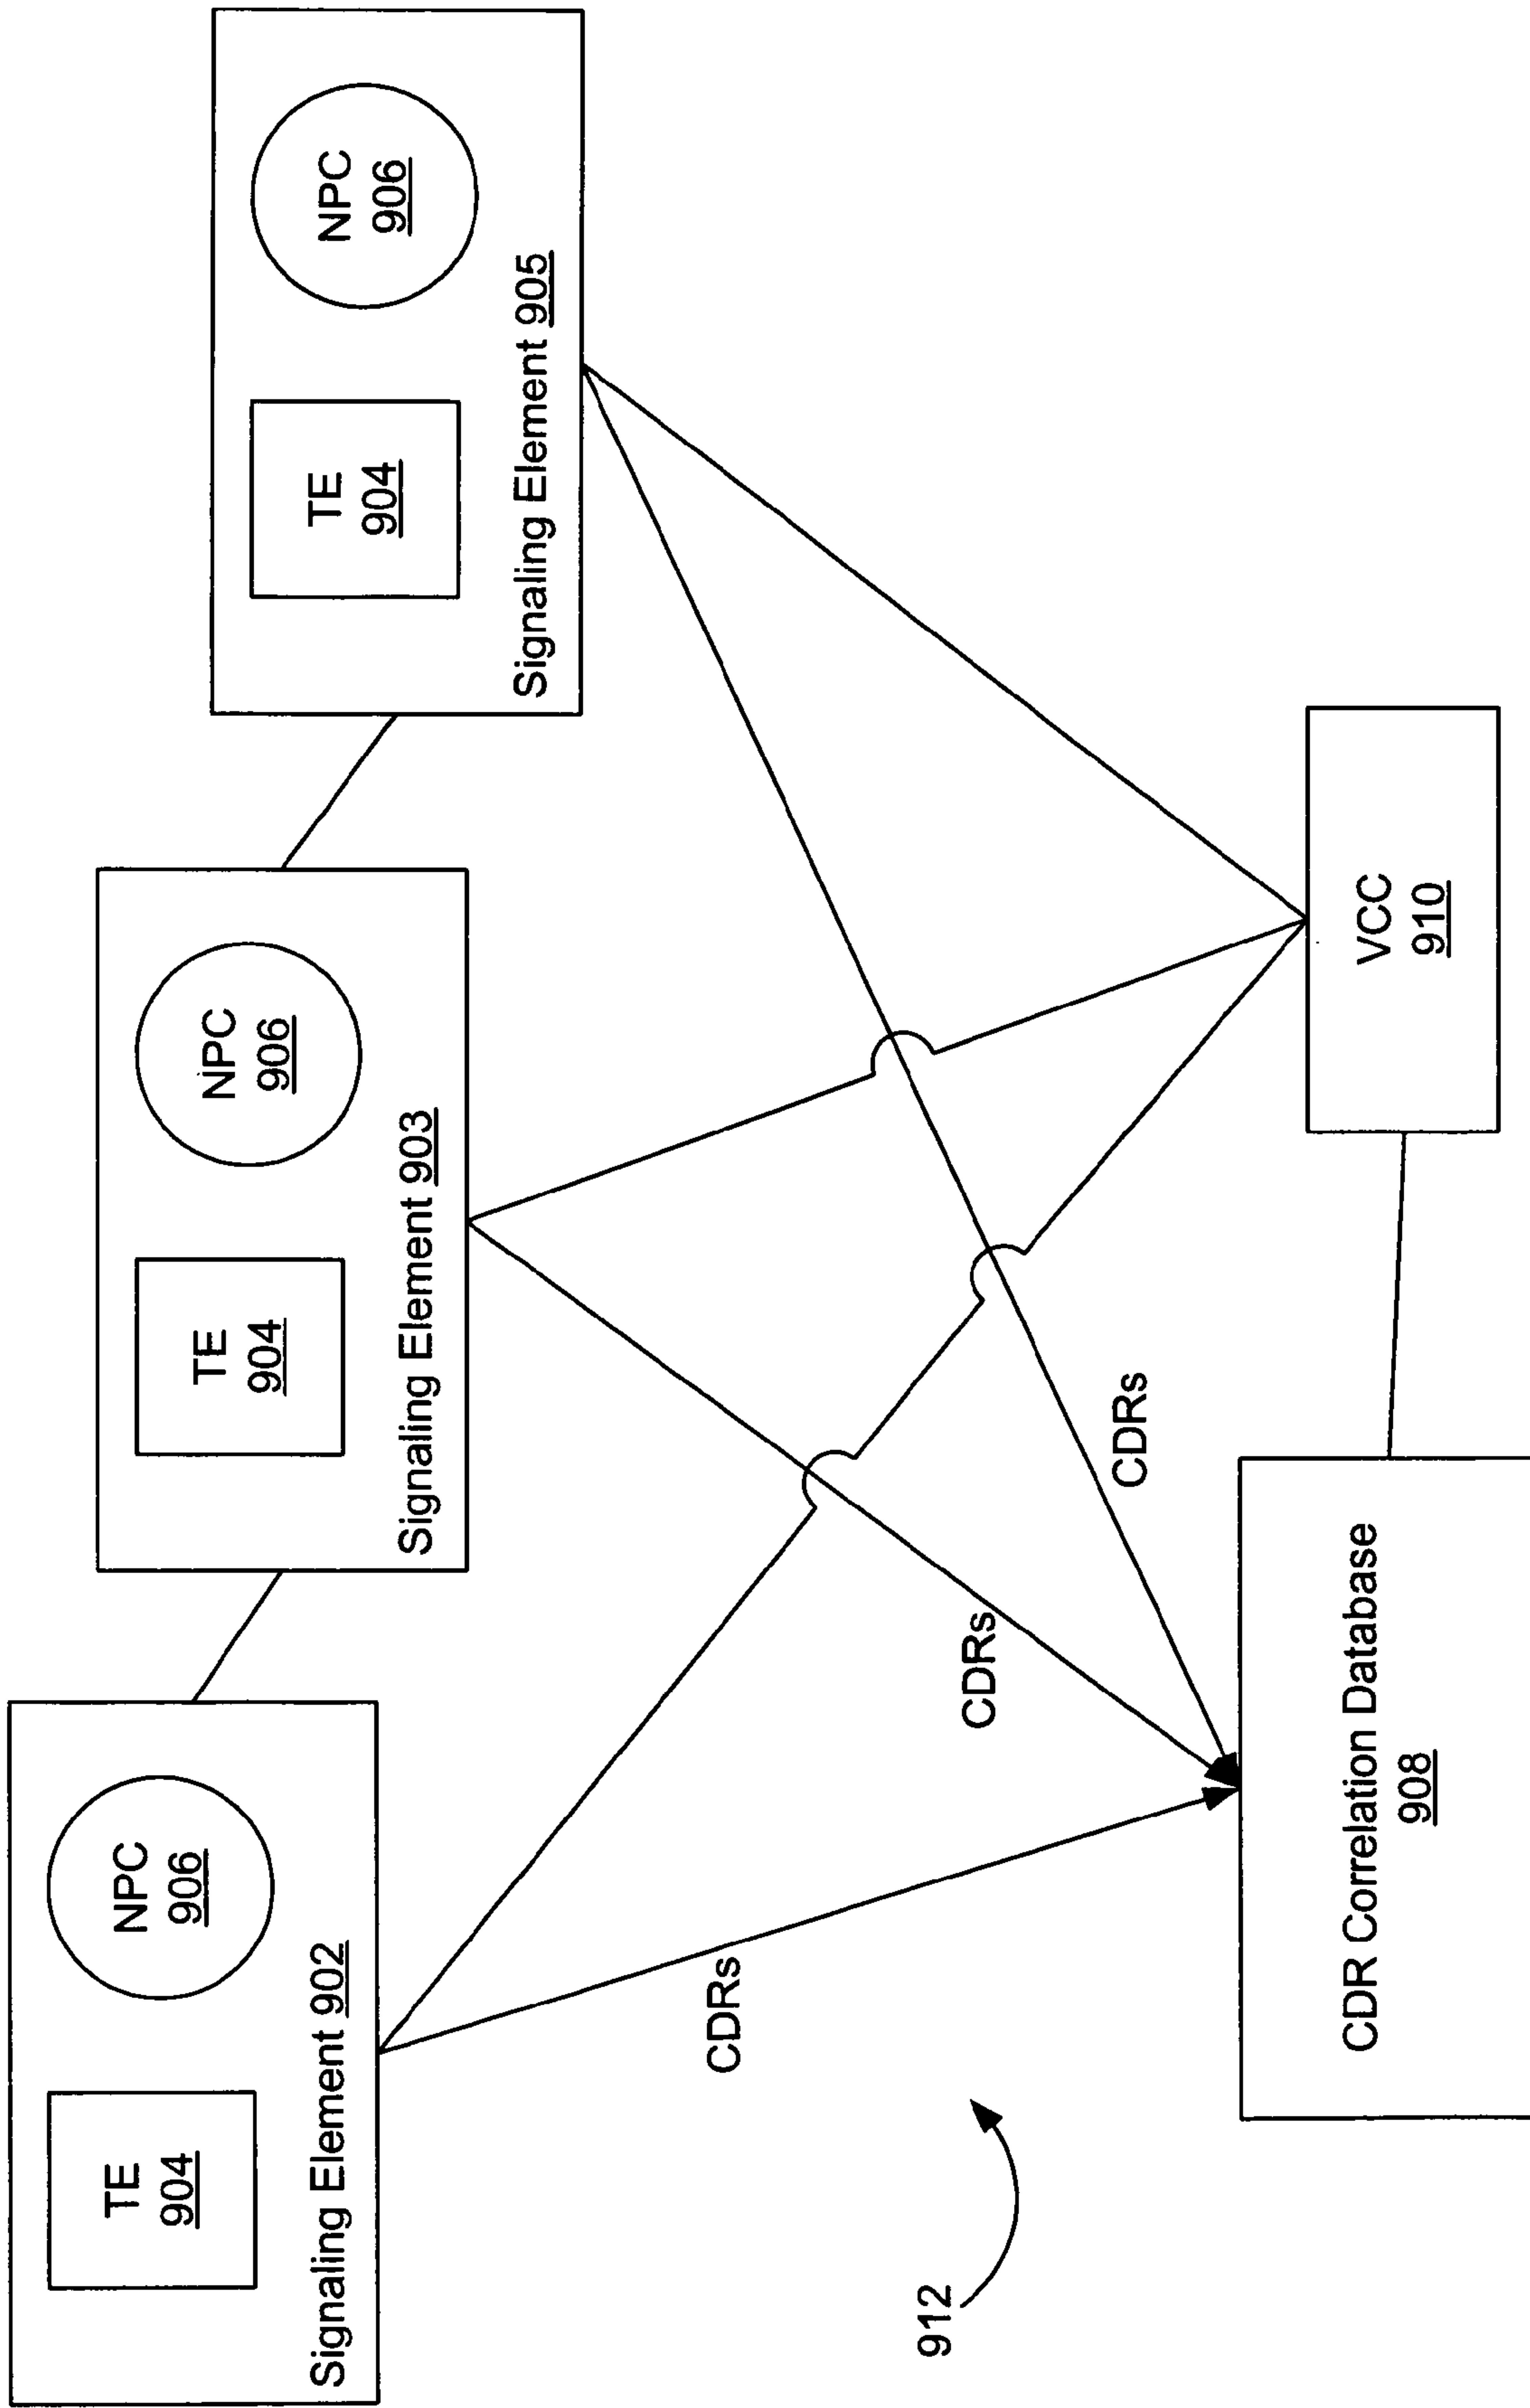 TE
904
NPC
906
Signaling Element 902
TE
904
NPC
906
Signaling Element 903
TE
904
NPC
906
Signaling Element 905
CDRs
CDRs
CDRs
912
CDR Correlation Database
908
VCC
910